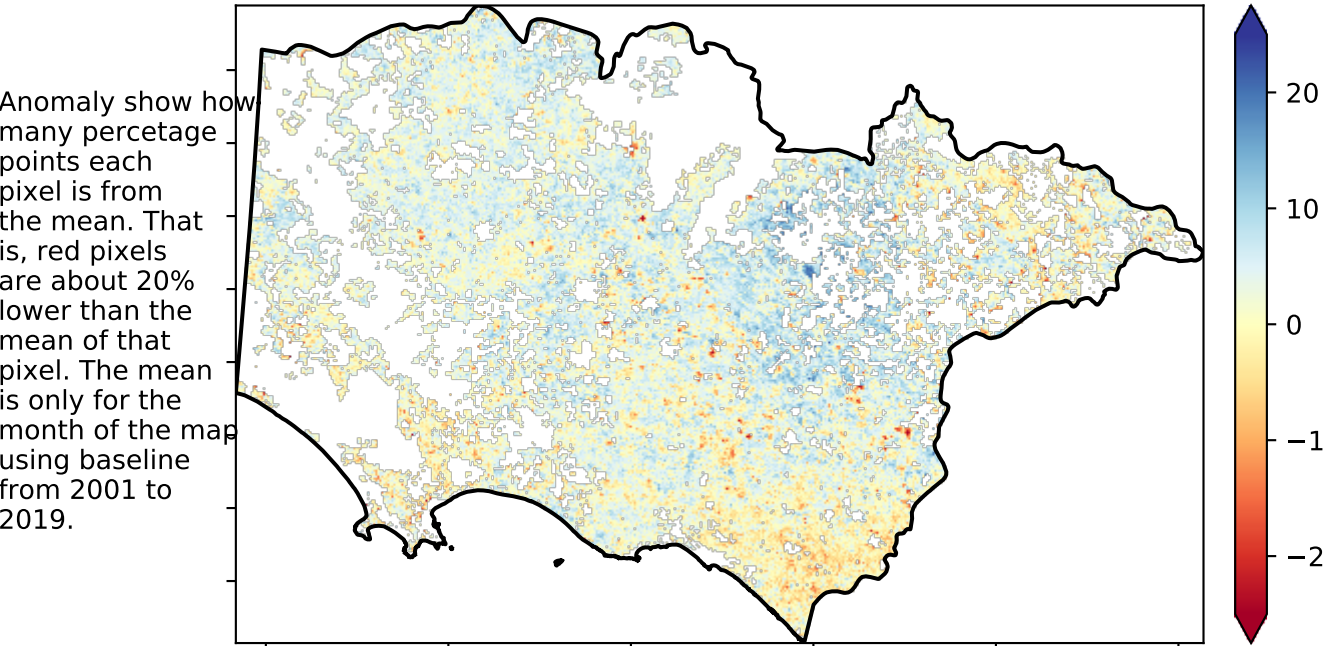 Anomaly show how
many percetage
points each
pixel is from
the mean. That
is, red pixels
are about 20%
lower than the
mean of that
pixel. The mean
is only for the
month of the map
using baseline
from 2001 to
2019.
20
10
0
−1
−2